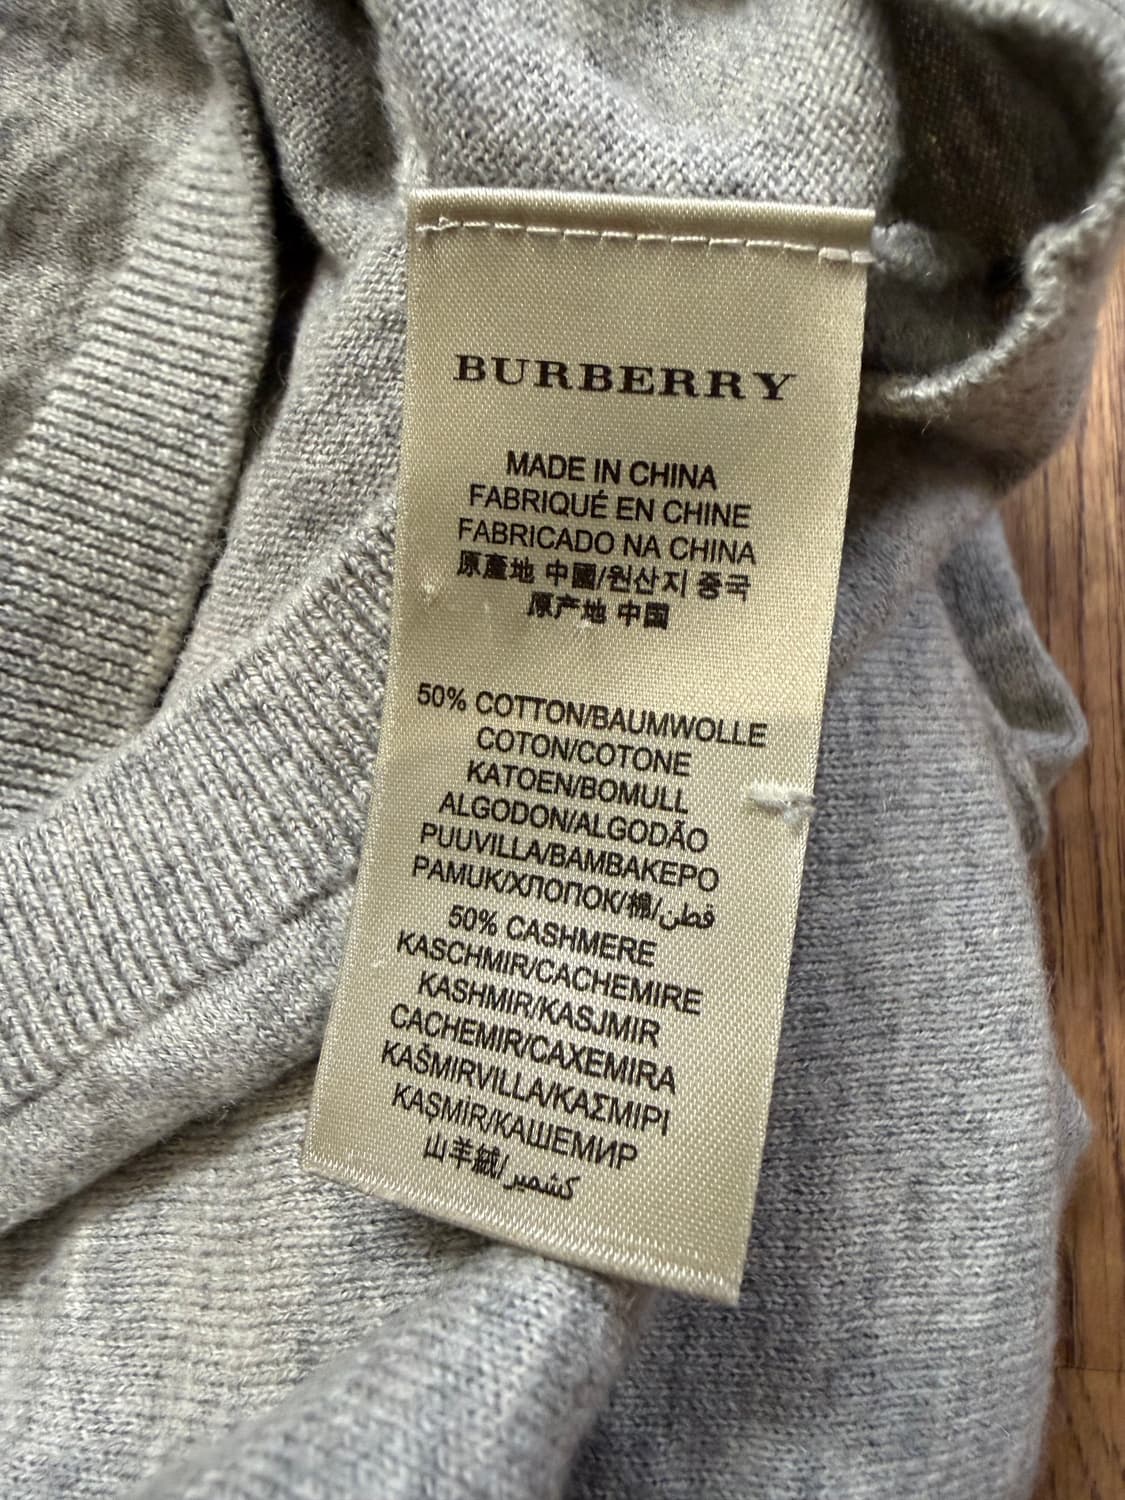 BURBERRY
MADE IN CHINA
FABRIQUÉ EN CHINE
FABRICADO NA CHINA
原產地 中國/원산지 중국
原产地 中国
50% COTTON/BAUMWOLLE
COTON/COTONE
KATOEN/BOMULL
ALGODON/ALGODÃO
PUUVILLA/ΒΑΜΒΑΚΕΡΟ
PAMUK/ХЛОПОК/棉/قطن
50% CASHMERE
KASCHMIR/CACHEMIRE
KASHMIR/KASJMIR
CACHEMIR/CAXEMIRA
KAŠMIRVILLA/ΚΑΣΜΙΡΙ
KAŞMİR/КАШЕМИР
山羊絨/كشمير